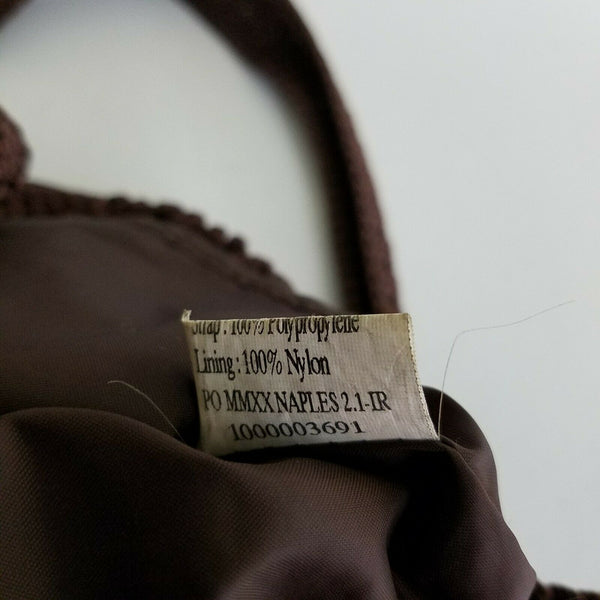 Strap : 100% Polypropylene
Lining : 100% Nylon
PO MMXX NAPLES 2.1-IR
1000003691